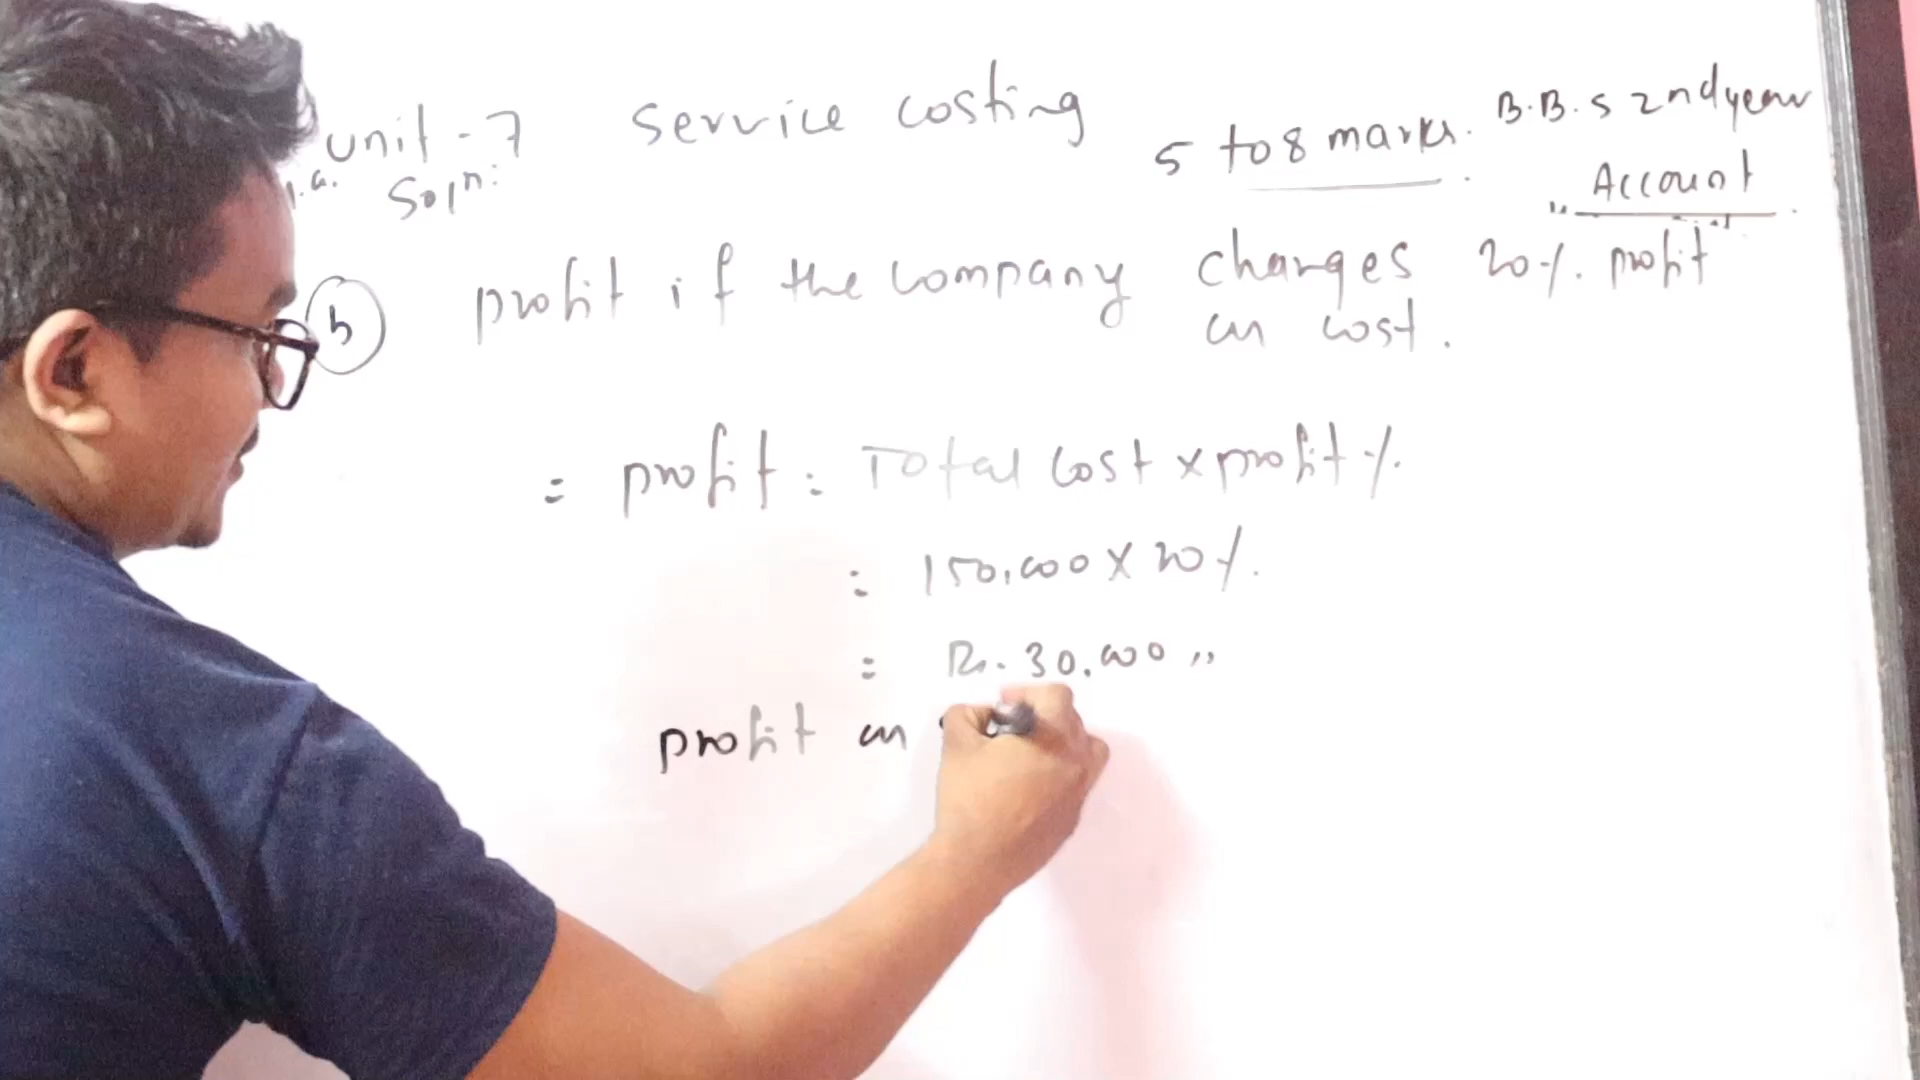 unit - 7 service costing
5 to 8 marks. B.B.S 2nd year
Account
Solⁿ:
b profit if the company charges 20%. profit
on cost.
= profit = Total cost x profit %.
= 150,000 X 20%.
= Rs. 30,000 ,,
profit on